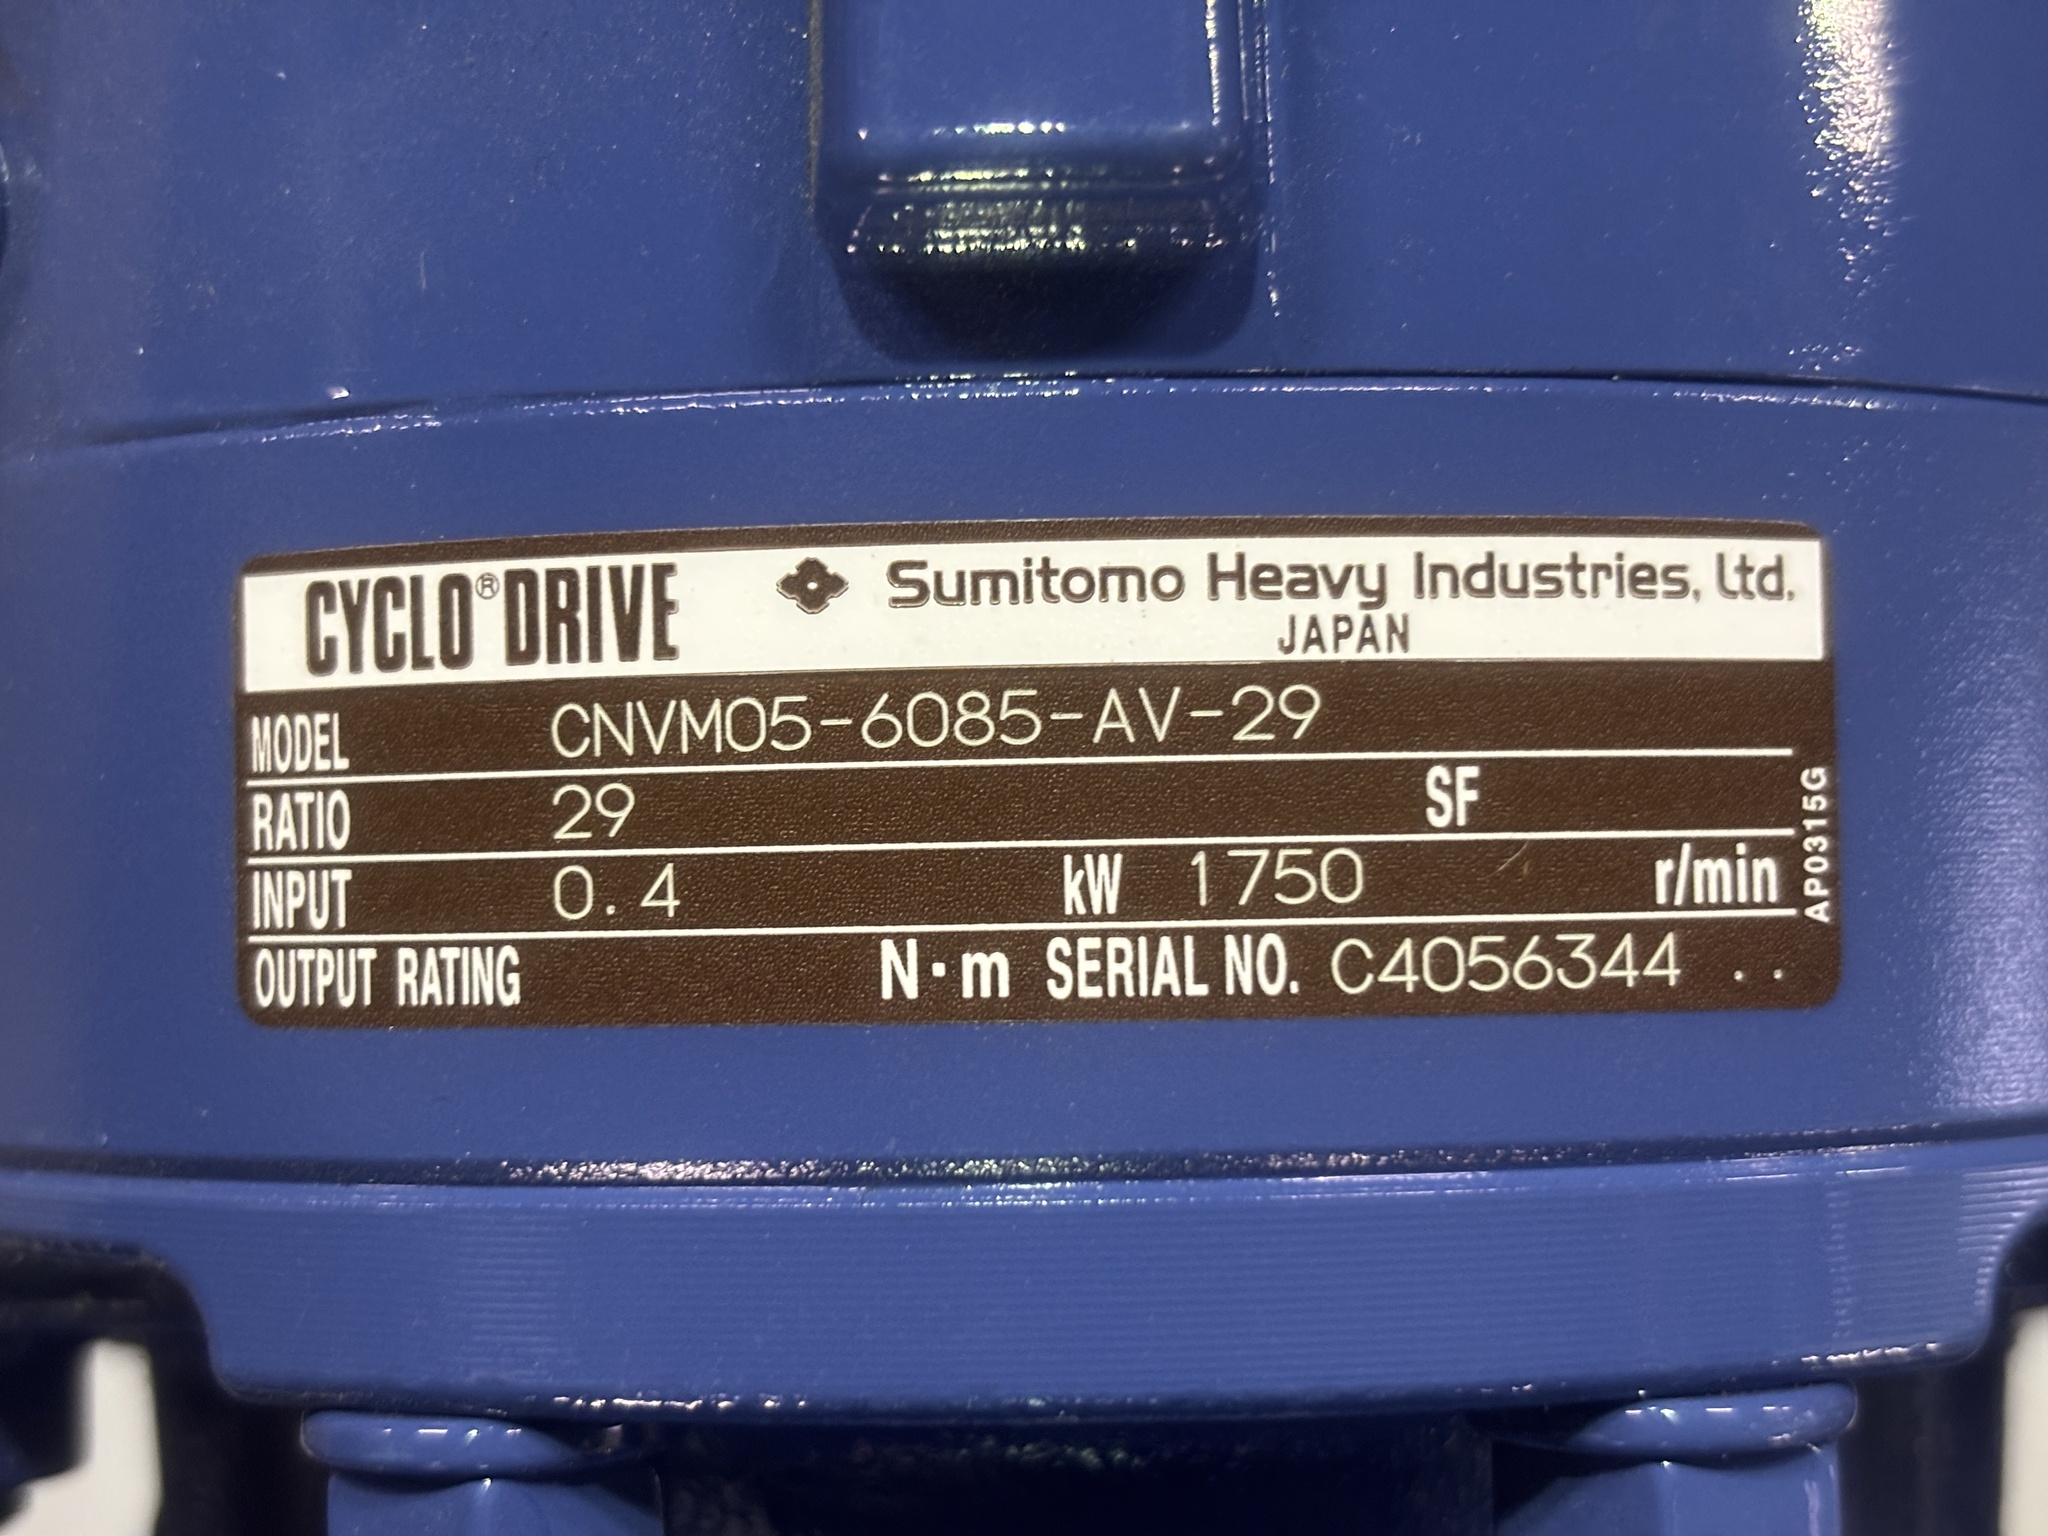 CYCLO® DRIVE Sumitomo Heavy Industries, Ltd.
JAPAN
MODEL CNVM05-6085-AV-29
RATIO 29 SF
INPUT 0.4 kW 1750 r/min
OUTPUT RATING N·m SERIAL NO. C4056344 ..
AP0315G